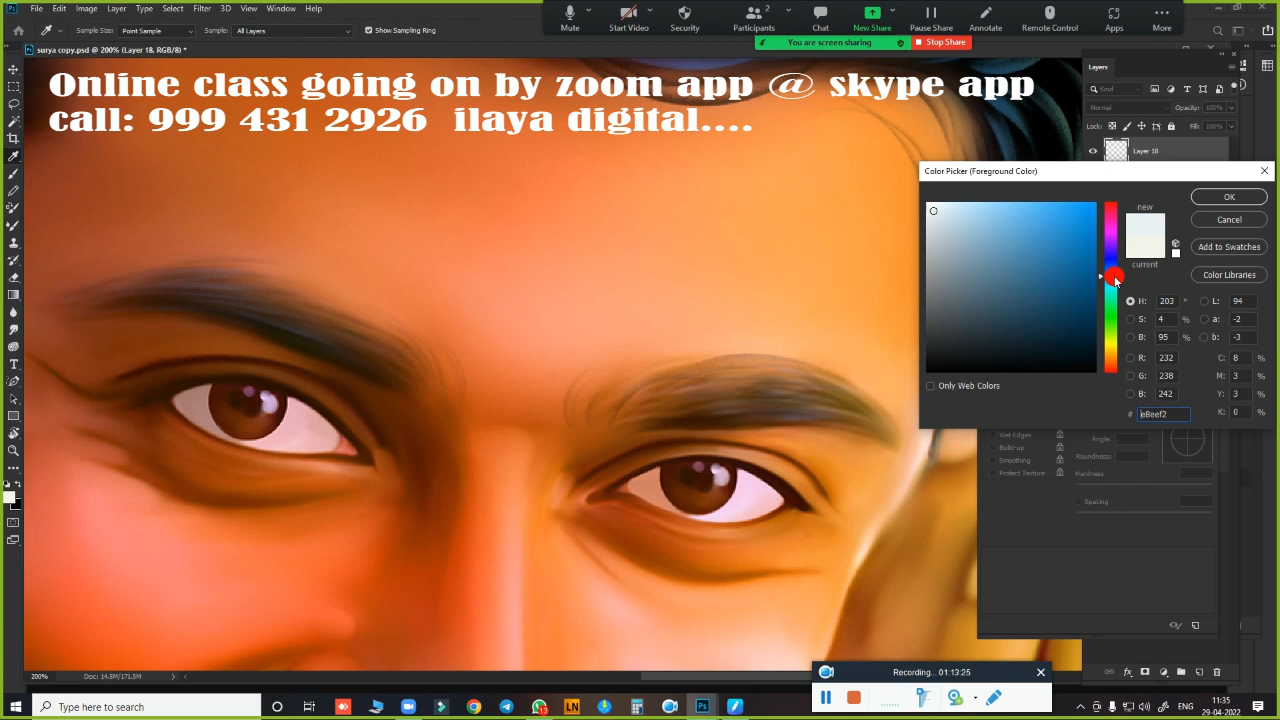 Ps File Edit Image Layer Type Select Filter 3D View Window Help
Mute Start Video Security Participants 2 Chat New Share Pause Share Annotate Remote Control Apps More
Sample Size: Point Sample Sample: All Layers Show Sampling Ring
You are screen sharing Stop Share
surya copy.psd @ 200% (Layer 18, RGB/8) *
Layers
Online class going on by zoom app @ skype app
call: 999 431 2926 ilaya digital....
Kind
Normal Opacity: 100%
Lock: Fill: 100%
Layer 18
Color Picker (Foreground Color)
new
current
OK
Cancel
Add to Swatches
Color Libraries
H: 203 ° L: 94
S: 4 % a: -2
B: 95 % b: -3
R: 232 C: 8 %
G: 238 M: 3 %
B: 242 Y: 3 %
# e8eef2 K: 0 %
Only Web Colors
Wet Edges
Build-up
Smoothing
Protect Texture
Angle:
Roundness:
Hardness
Spacing
200% Doc: 14.5M/171.5M
Recording... 01:13:25
Type here to search
13
LN
Ps
ENG
11:35
29-04-2022